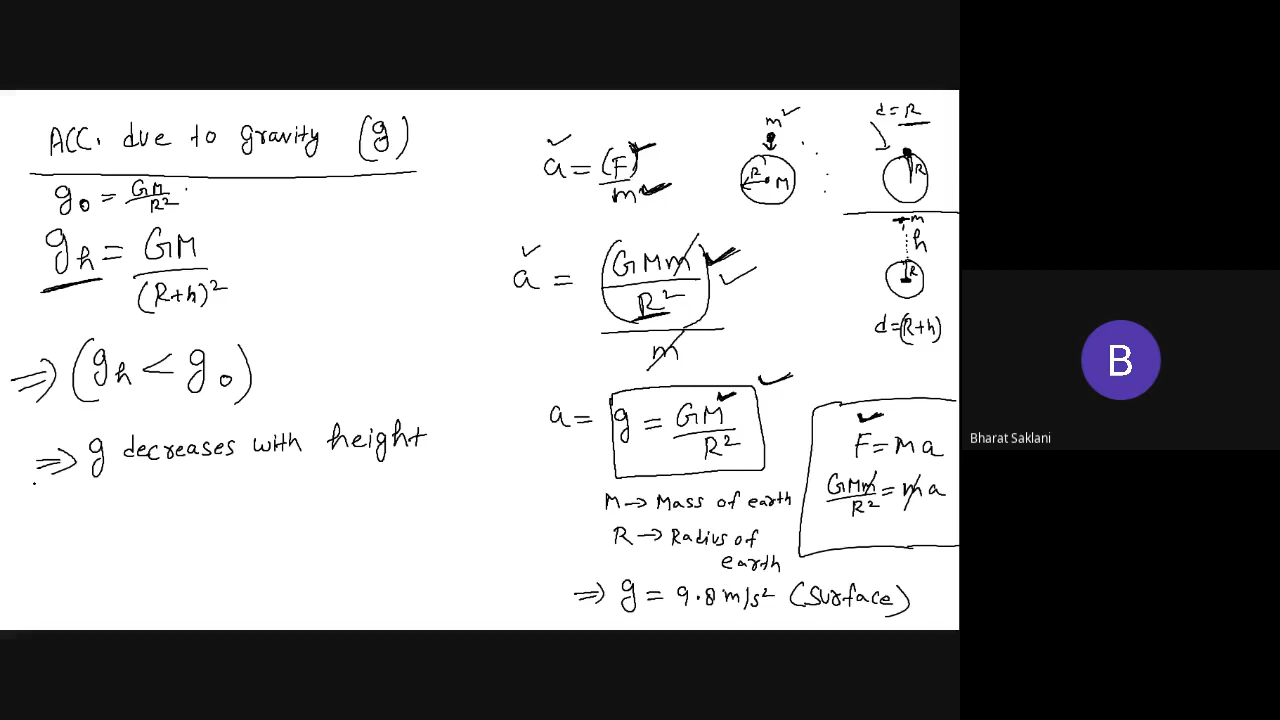 ACC. due to gravity (g)
g₀ = GM/R²
gₕ = GM/(R+h)²
⇒ (gₕ < g₀)
⇒ g decreases with height
a = (F)/m
a = (GMm/R²)/m
a = g = GM/R²
M → Mass of earth
R → Radius of
earth
⇒ g = 9.8 m/s² (surface)
m
R
M
d = R
R
m
h
R
d = (R+h)
F = ma
GMm/R² = ma
B
Bharat Saklani